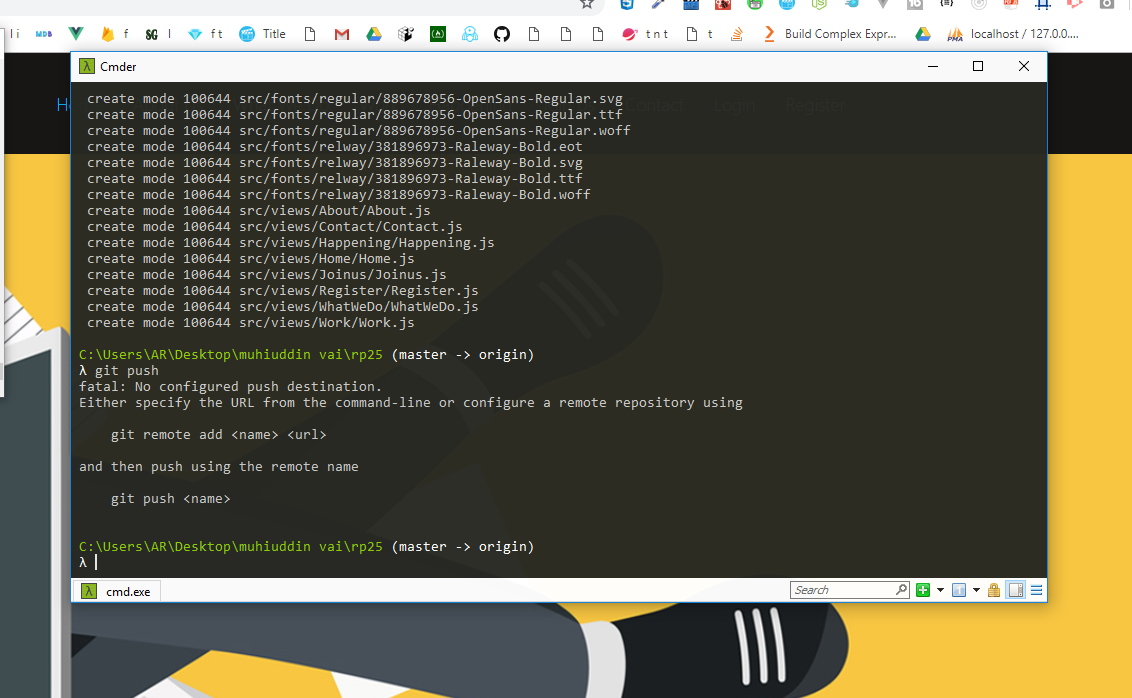 l i f SG l f t Title t n t t Build Complex Expr... localhost / 127.0.0....
Cmder
Contact Login Register
create mode 100644 src/fonts/regular/889678956-OpenSans-Regular.svg
create mode 100644 src/fonts/regular/889678956-OpenSans-Regular.ttf
create mode 100644 src/fonts/regular/889678956-OpenSans-Regular.woff
create mode 100644 src/fonts/relway/381896973-Raleway-Bold.eot
create mode 100644 src/fonts/relway/381896973-Raleway-Bold.svg
create mode 100644 src/fonts/relway/381896973-Raleway-Bold.ttf
create mode 100644 src/fonts/relway/381896973-Raleway-Bold.woff
create mode 100644 src/views/About/About.js
create mode 100644 src/views/Contact/Contact.js
create mode 100644 src/views/Happening/Happening.js
create mode 100644 src/views/Home/Home.js
create mode 100644 src/views/Joinus/Joinus.js
create mode 100644 src/views/Register/Register.js
create mode 100644 src/views/WhatWeDo/WhatWeDo.js
create mode 100644 src/views/Work/Work.js
C:\Users\AR\Desktop\muhiuddin vai\rp25 (master -> origin)
λ git push
fatal: No configured push destination.
Either specify the URL from the command-line or configure a remote repository using
git remote add <name> <url>
and then push using the remote name
git push <name>
C:\Users\AR\Desktop\muhiuddin vai\rp25 (master -> origin)
λ
cmd.exe
Search